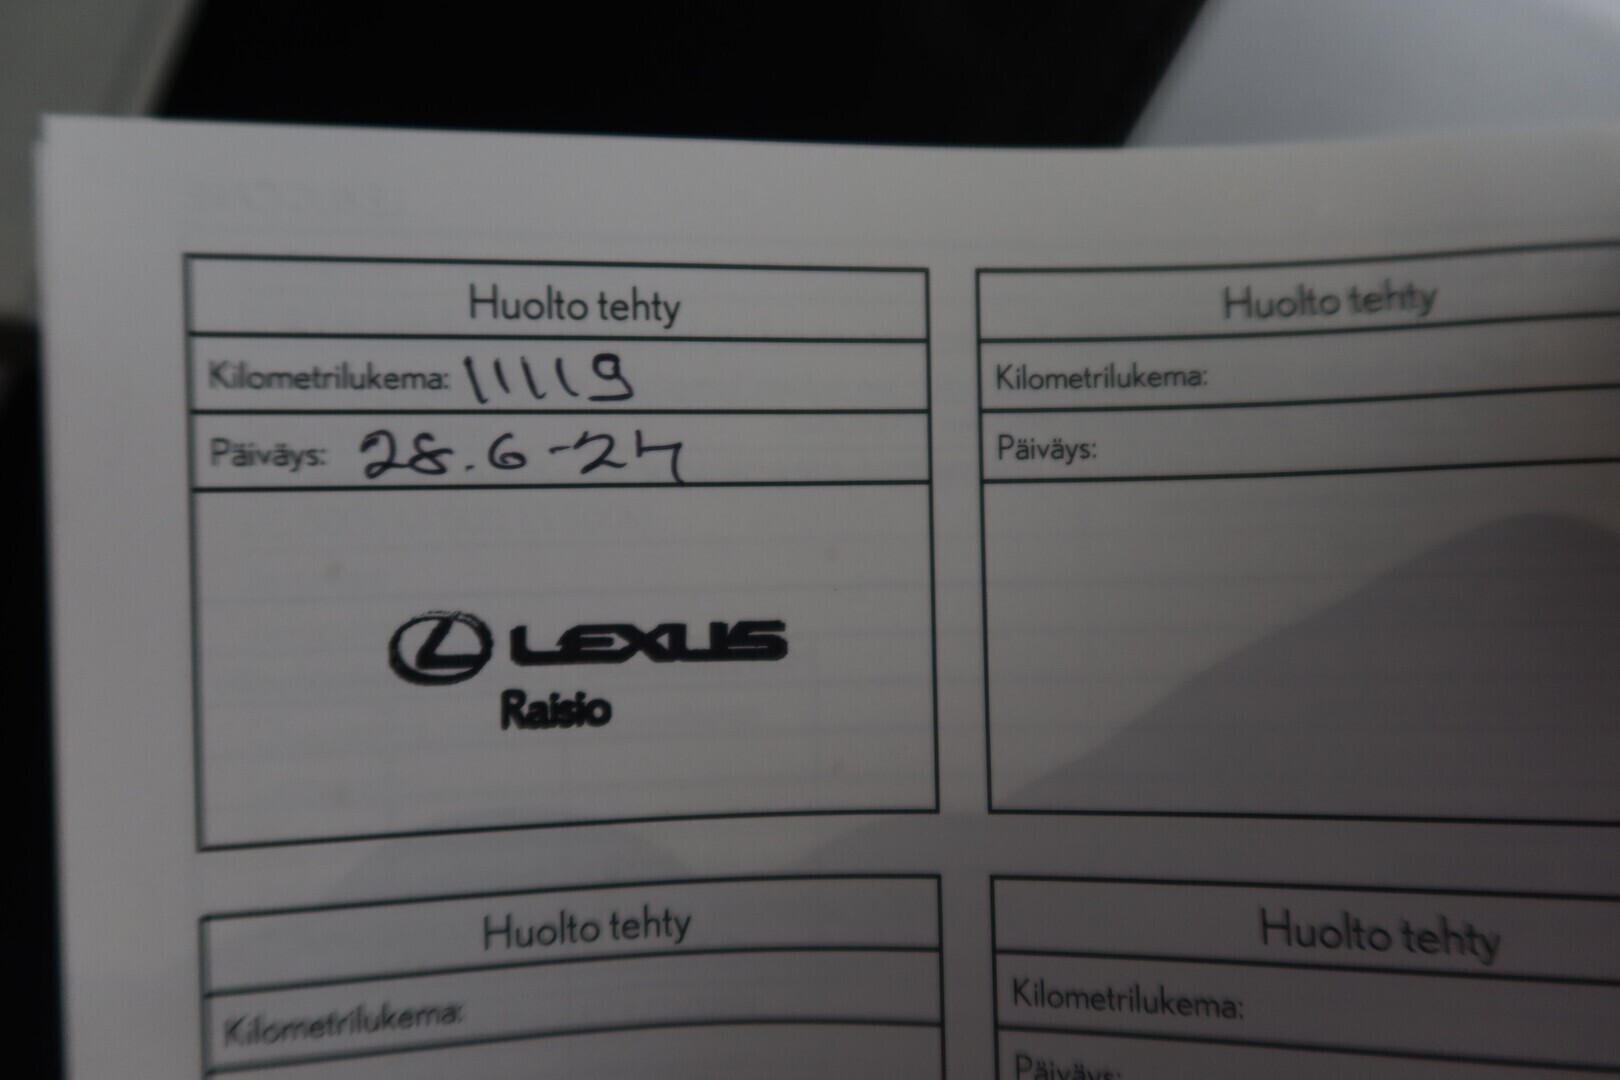 Huolto tehty
Kilometrilukema: 11119
Päiväys: 28.6-24
LEXUS
Raisio
Huolto tehty
Kilometrilukema:
Päiväys:
Huolto tehty
Kilometrilukema:
Huolto tehty
Kilometrilukema:
Päiväys: